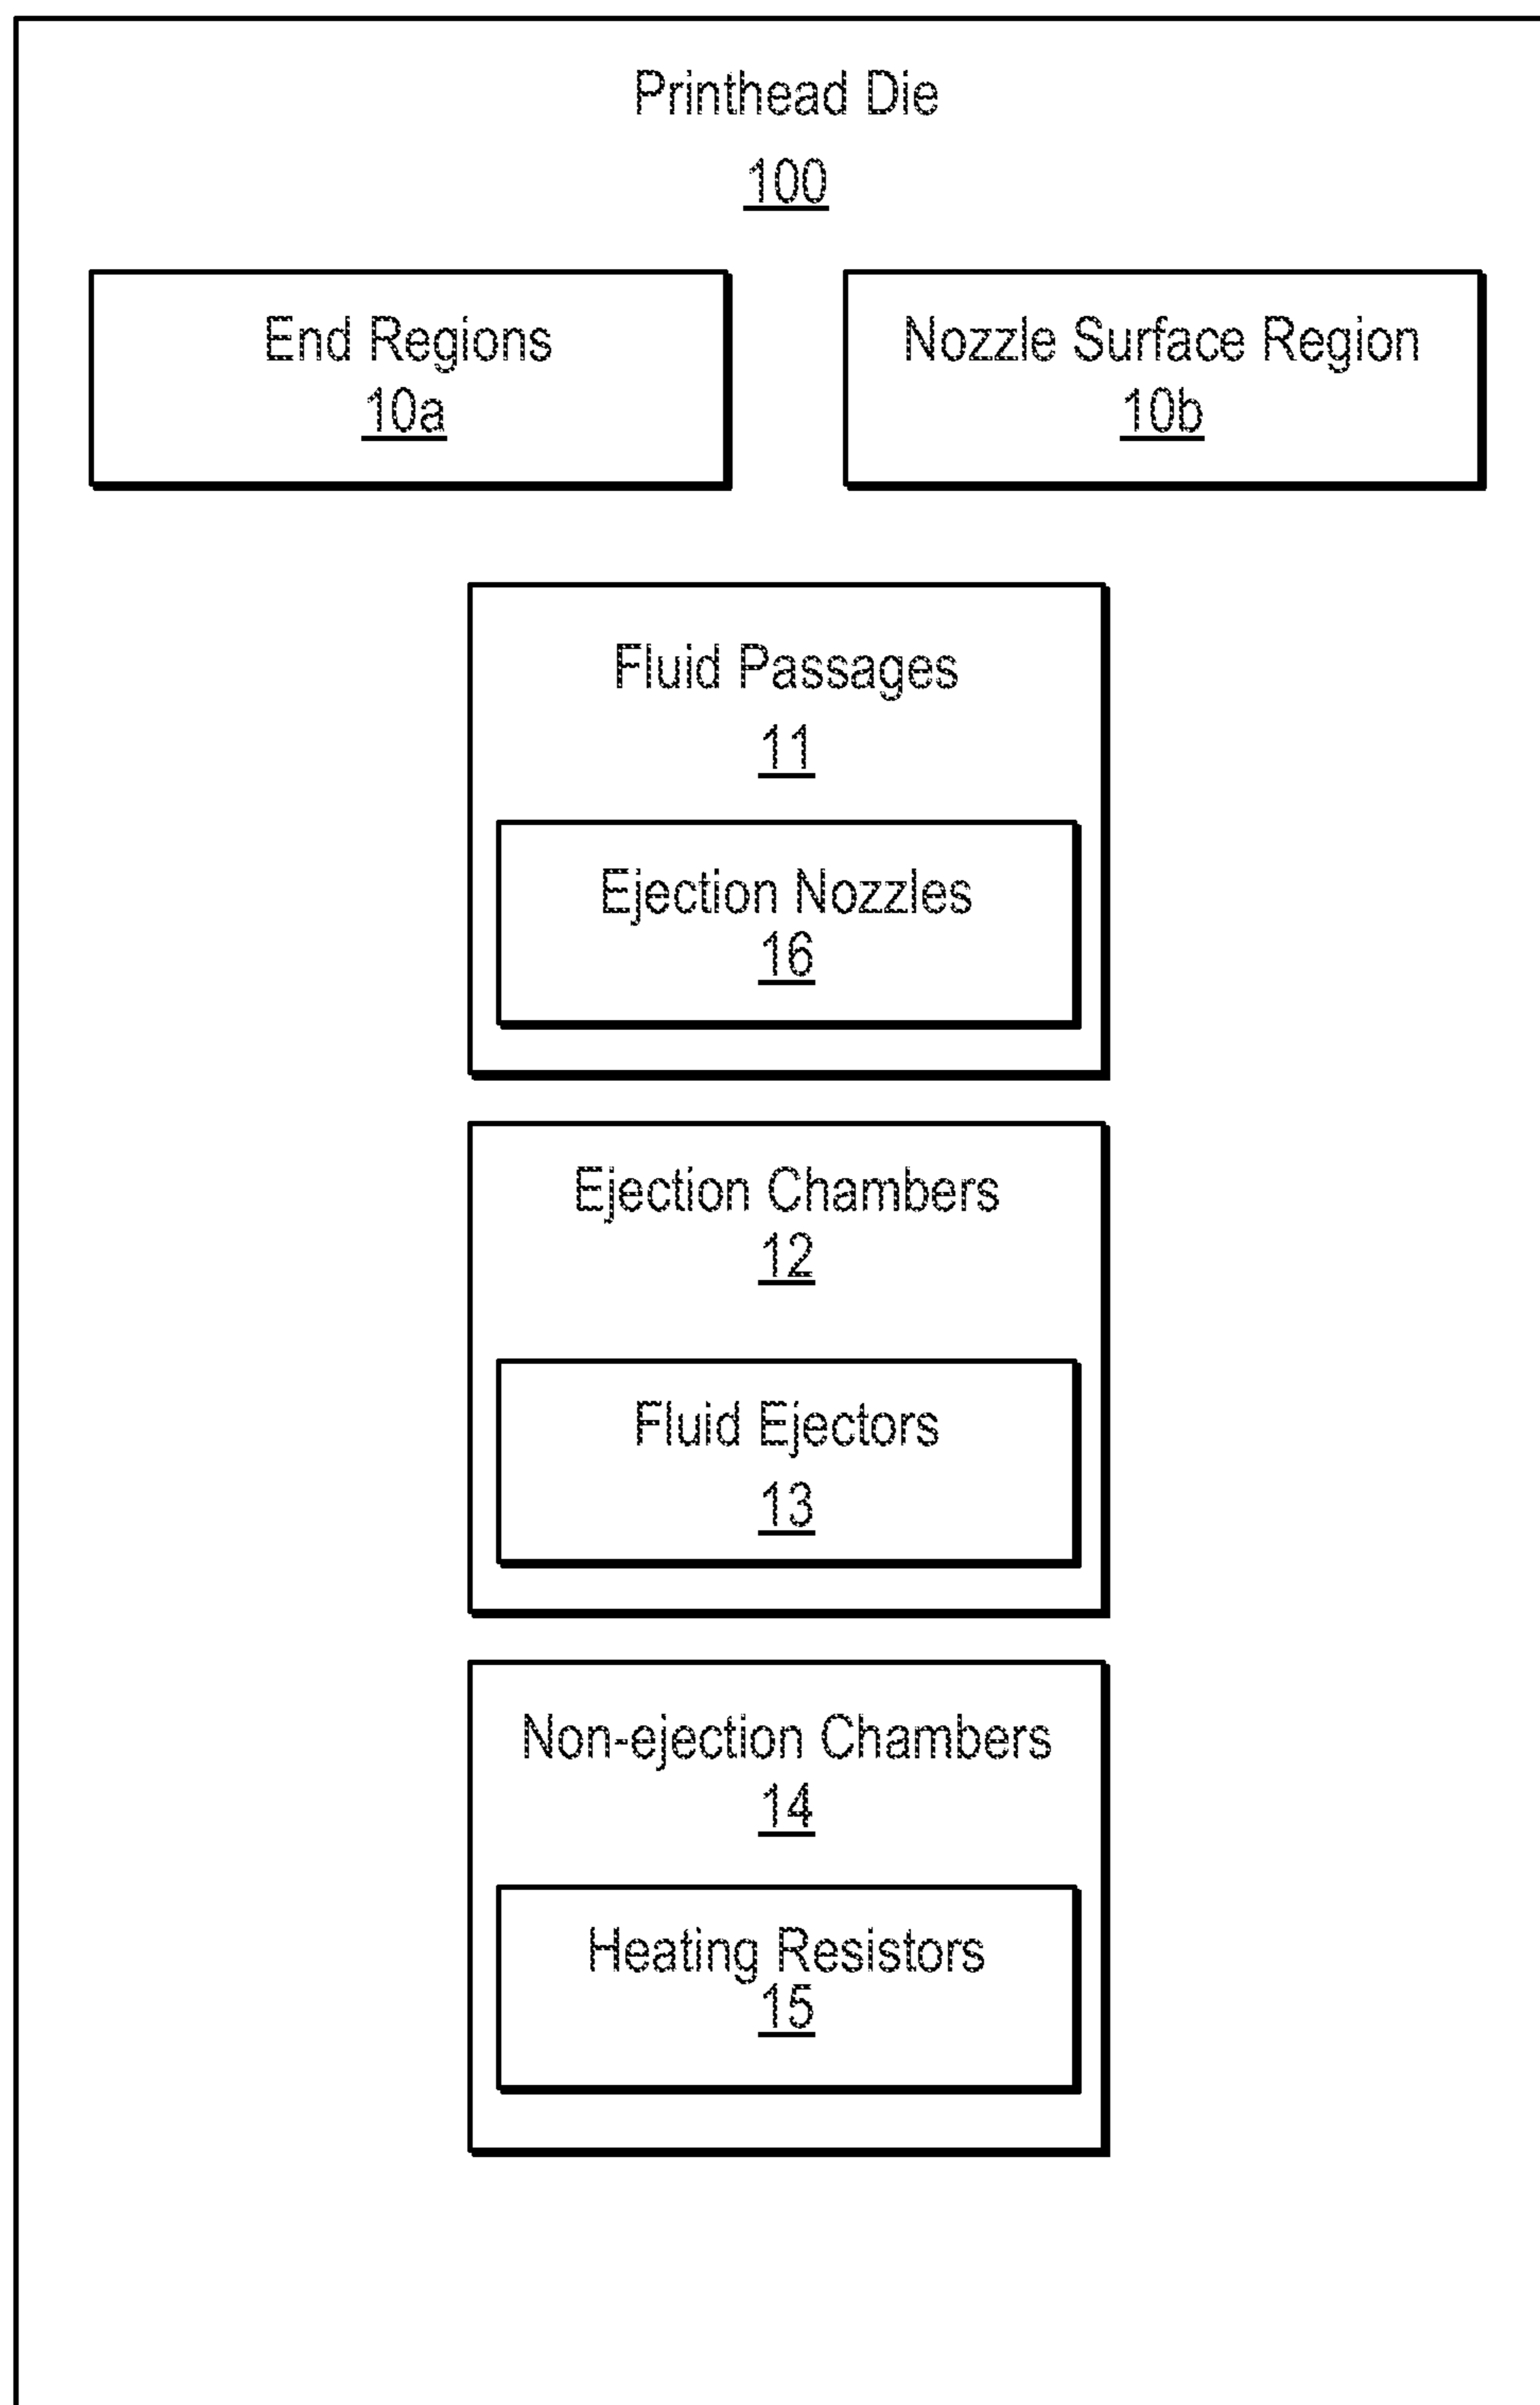 Printhead Die
100
End Regions
10a
Nozzle Surface Region
10b
Fluid Passages
11
Ejection Nozzles
16
Ejection Chambers
12
Fluid Ejectors
13
Non-ejection Chambers
14
Heating Resistors
15